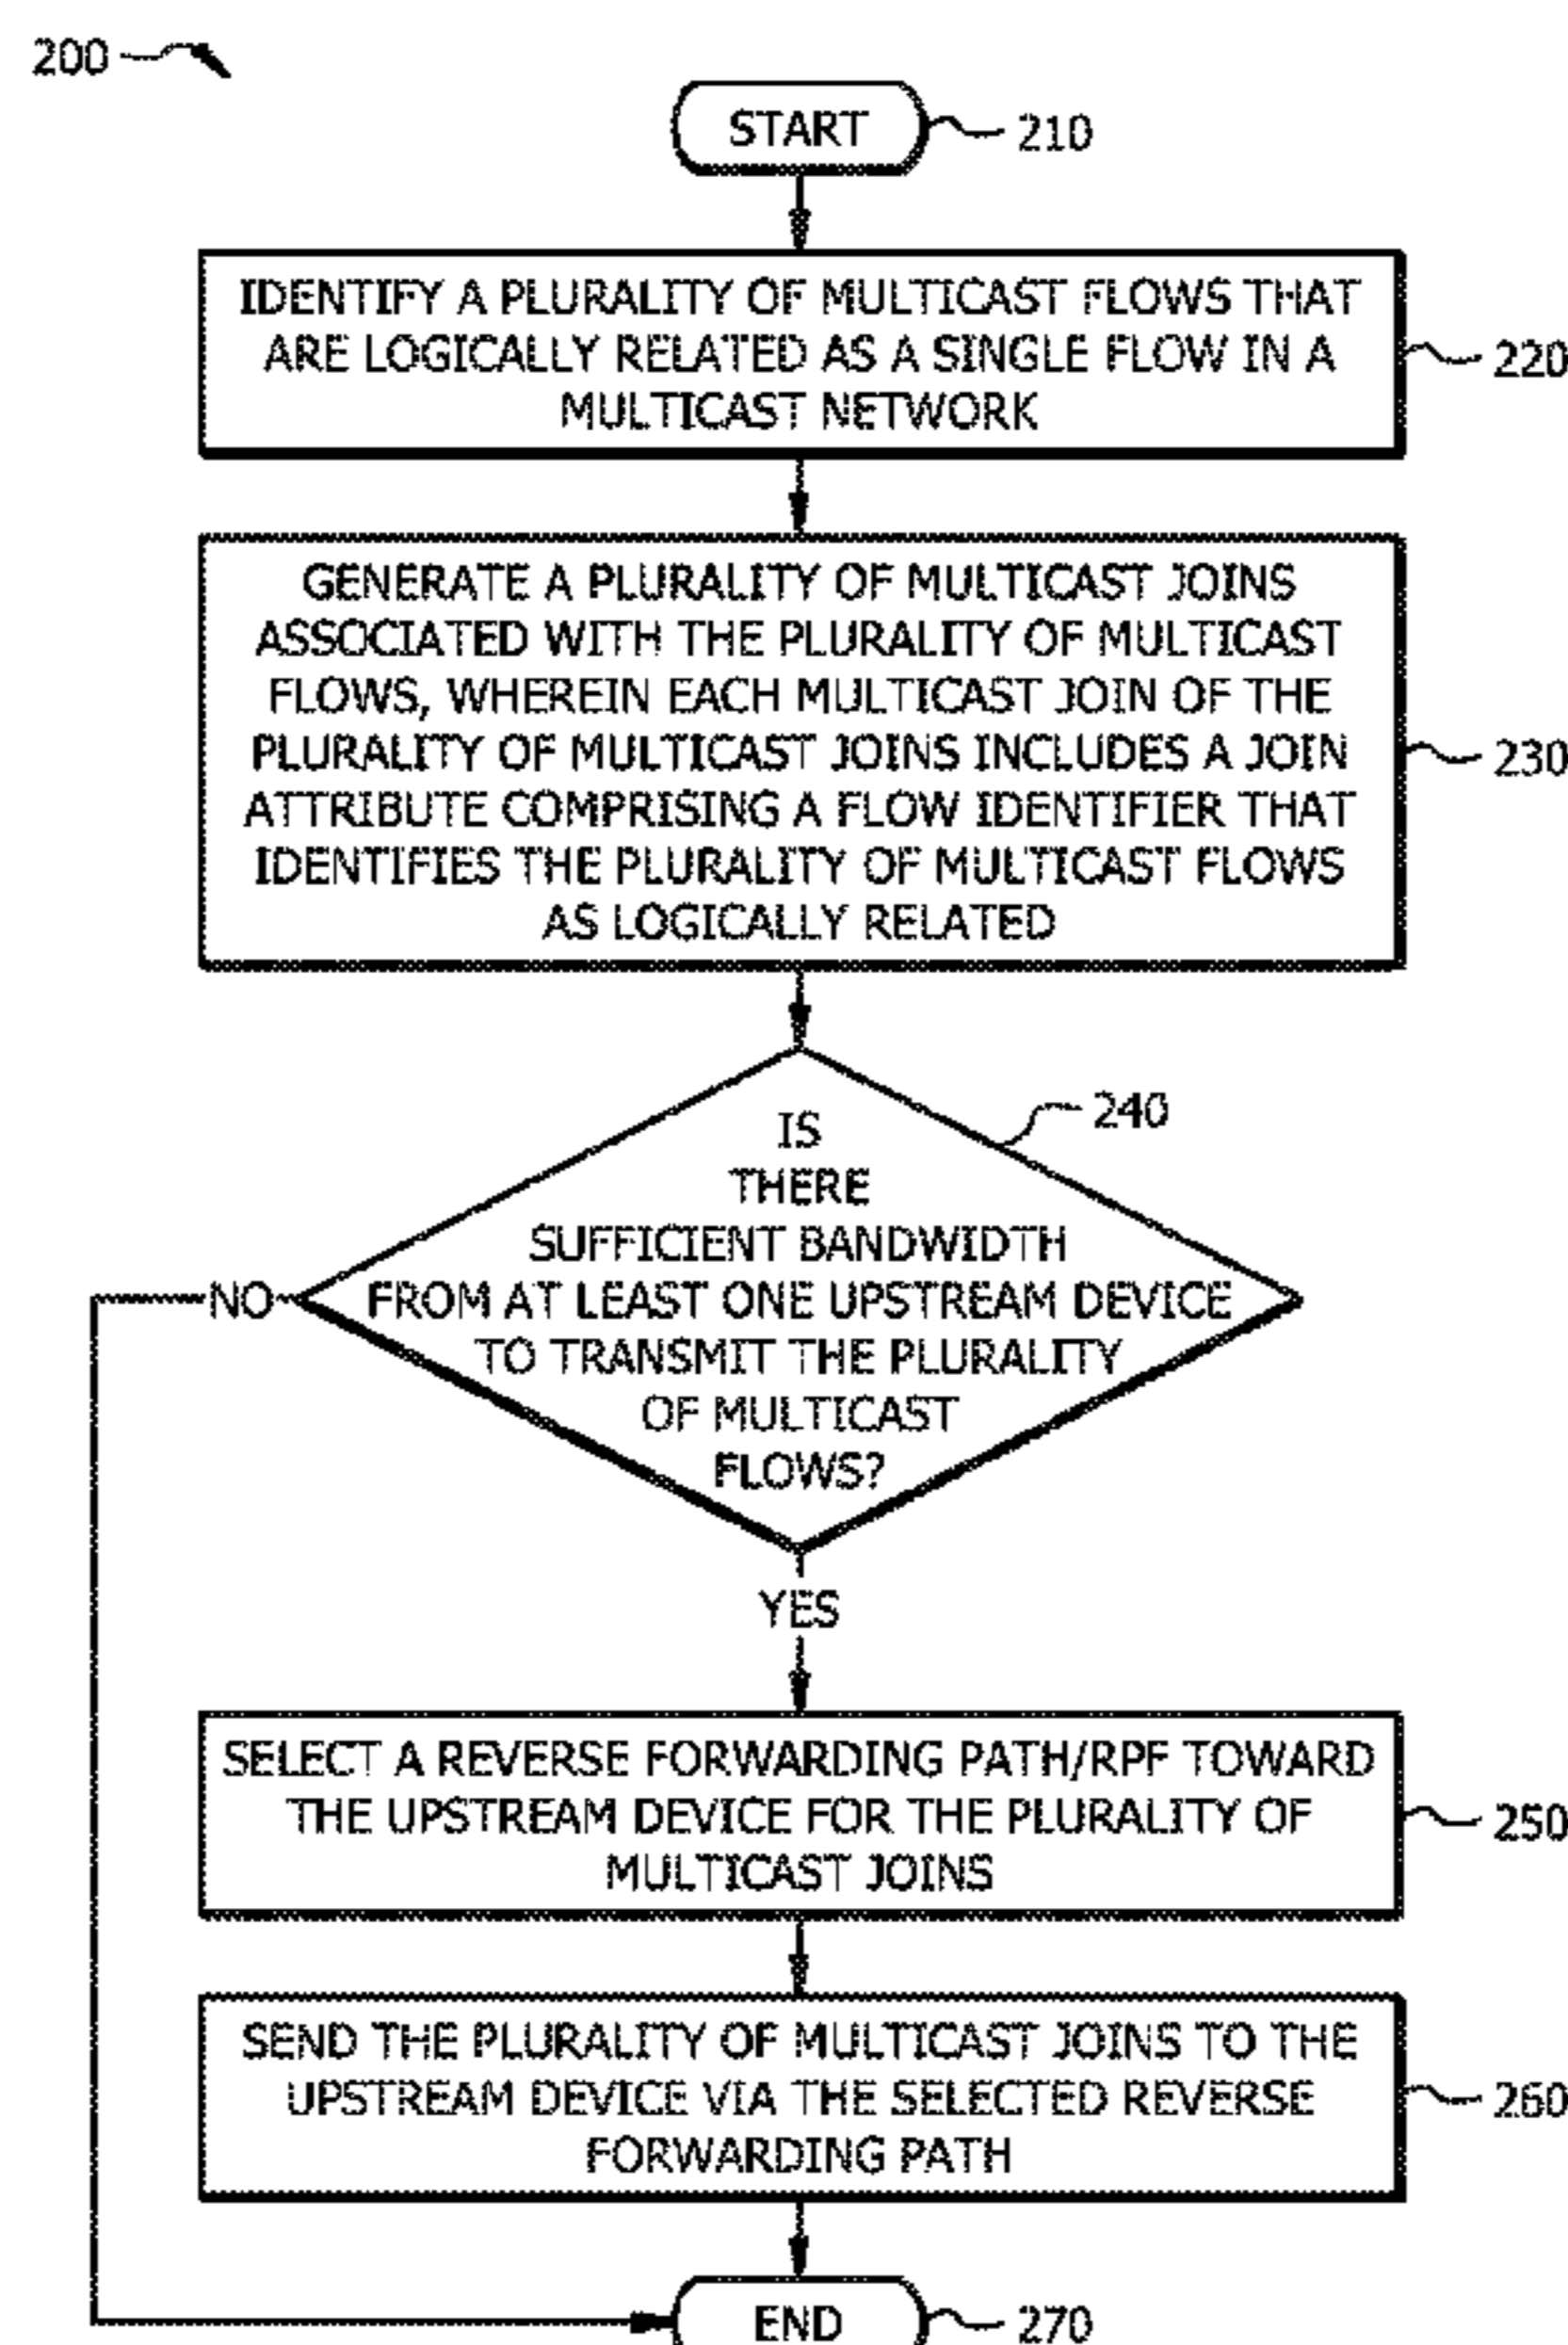 200
START
210
IDENTIFY A PLURALITY OF MULTICAST FLOWS THAT
ARE LOGICALLY RELATED AS A SINGLE FLOW IN A
MULTICAST NETWORK
220
GENERATE A PLURALITY OF MULTICAST JOINS
ASSOCIATED WITH THE PLURALITY OF MULTICAST
FLOWS, WHEREIN EACH MULTICAST JOIN OF THE
PLURALITY OF MULTICAST JOINS INCLUDES A JOIN
ATTRIBUTE COMPRISING A FLOW IDENTIFIER THAT
IDENTIFIES THE PLURALITY OF MULTICAST FLOWS
AS LOGICALLY RELATED
230
240
IS
THERE
SUFFICIENT BANDWIDTH
FROM AT LEAST ONE UPSTREAM DEVICE
TO TRANSMIT THE PLURALITY
OF MULTICAST
FLOWS?
NO
YES
SELECT A REVERSE FORWARDING PATH/RPF TOWARD
THE UPSTREAM DEVICE FOR THE PLURALITY OF
MULTICAST JOINS
250
SEND THE PLURALITY OF MULTICAST JOINS TO THE
UPSTREAM DEVICE VIA THE SELECTED REVERSE
FORWARDING PATH
260
END
270